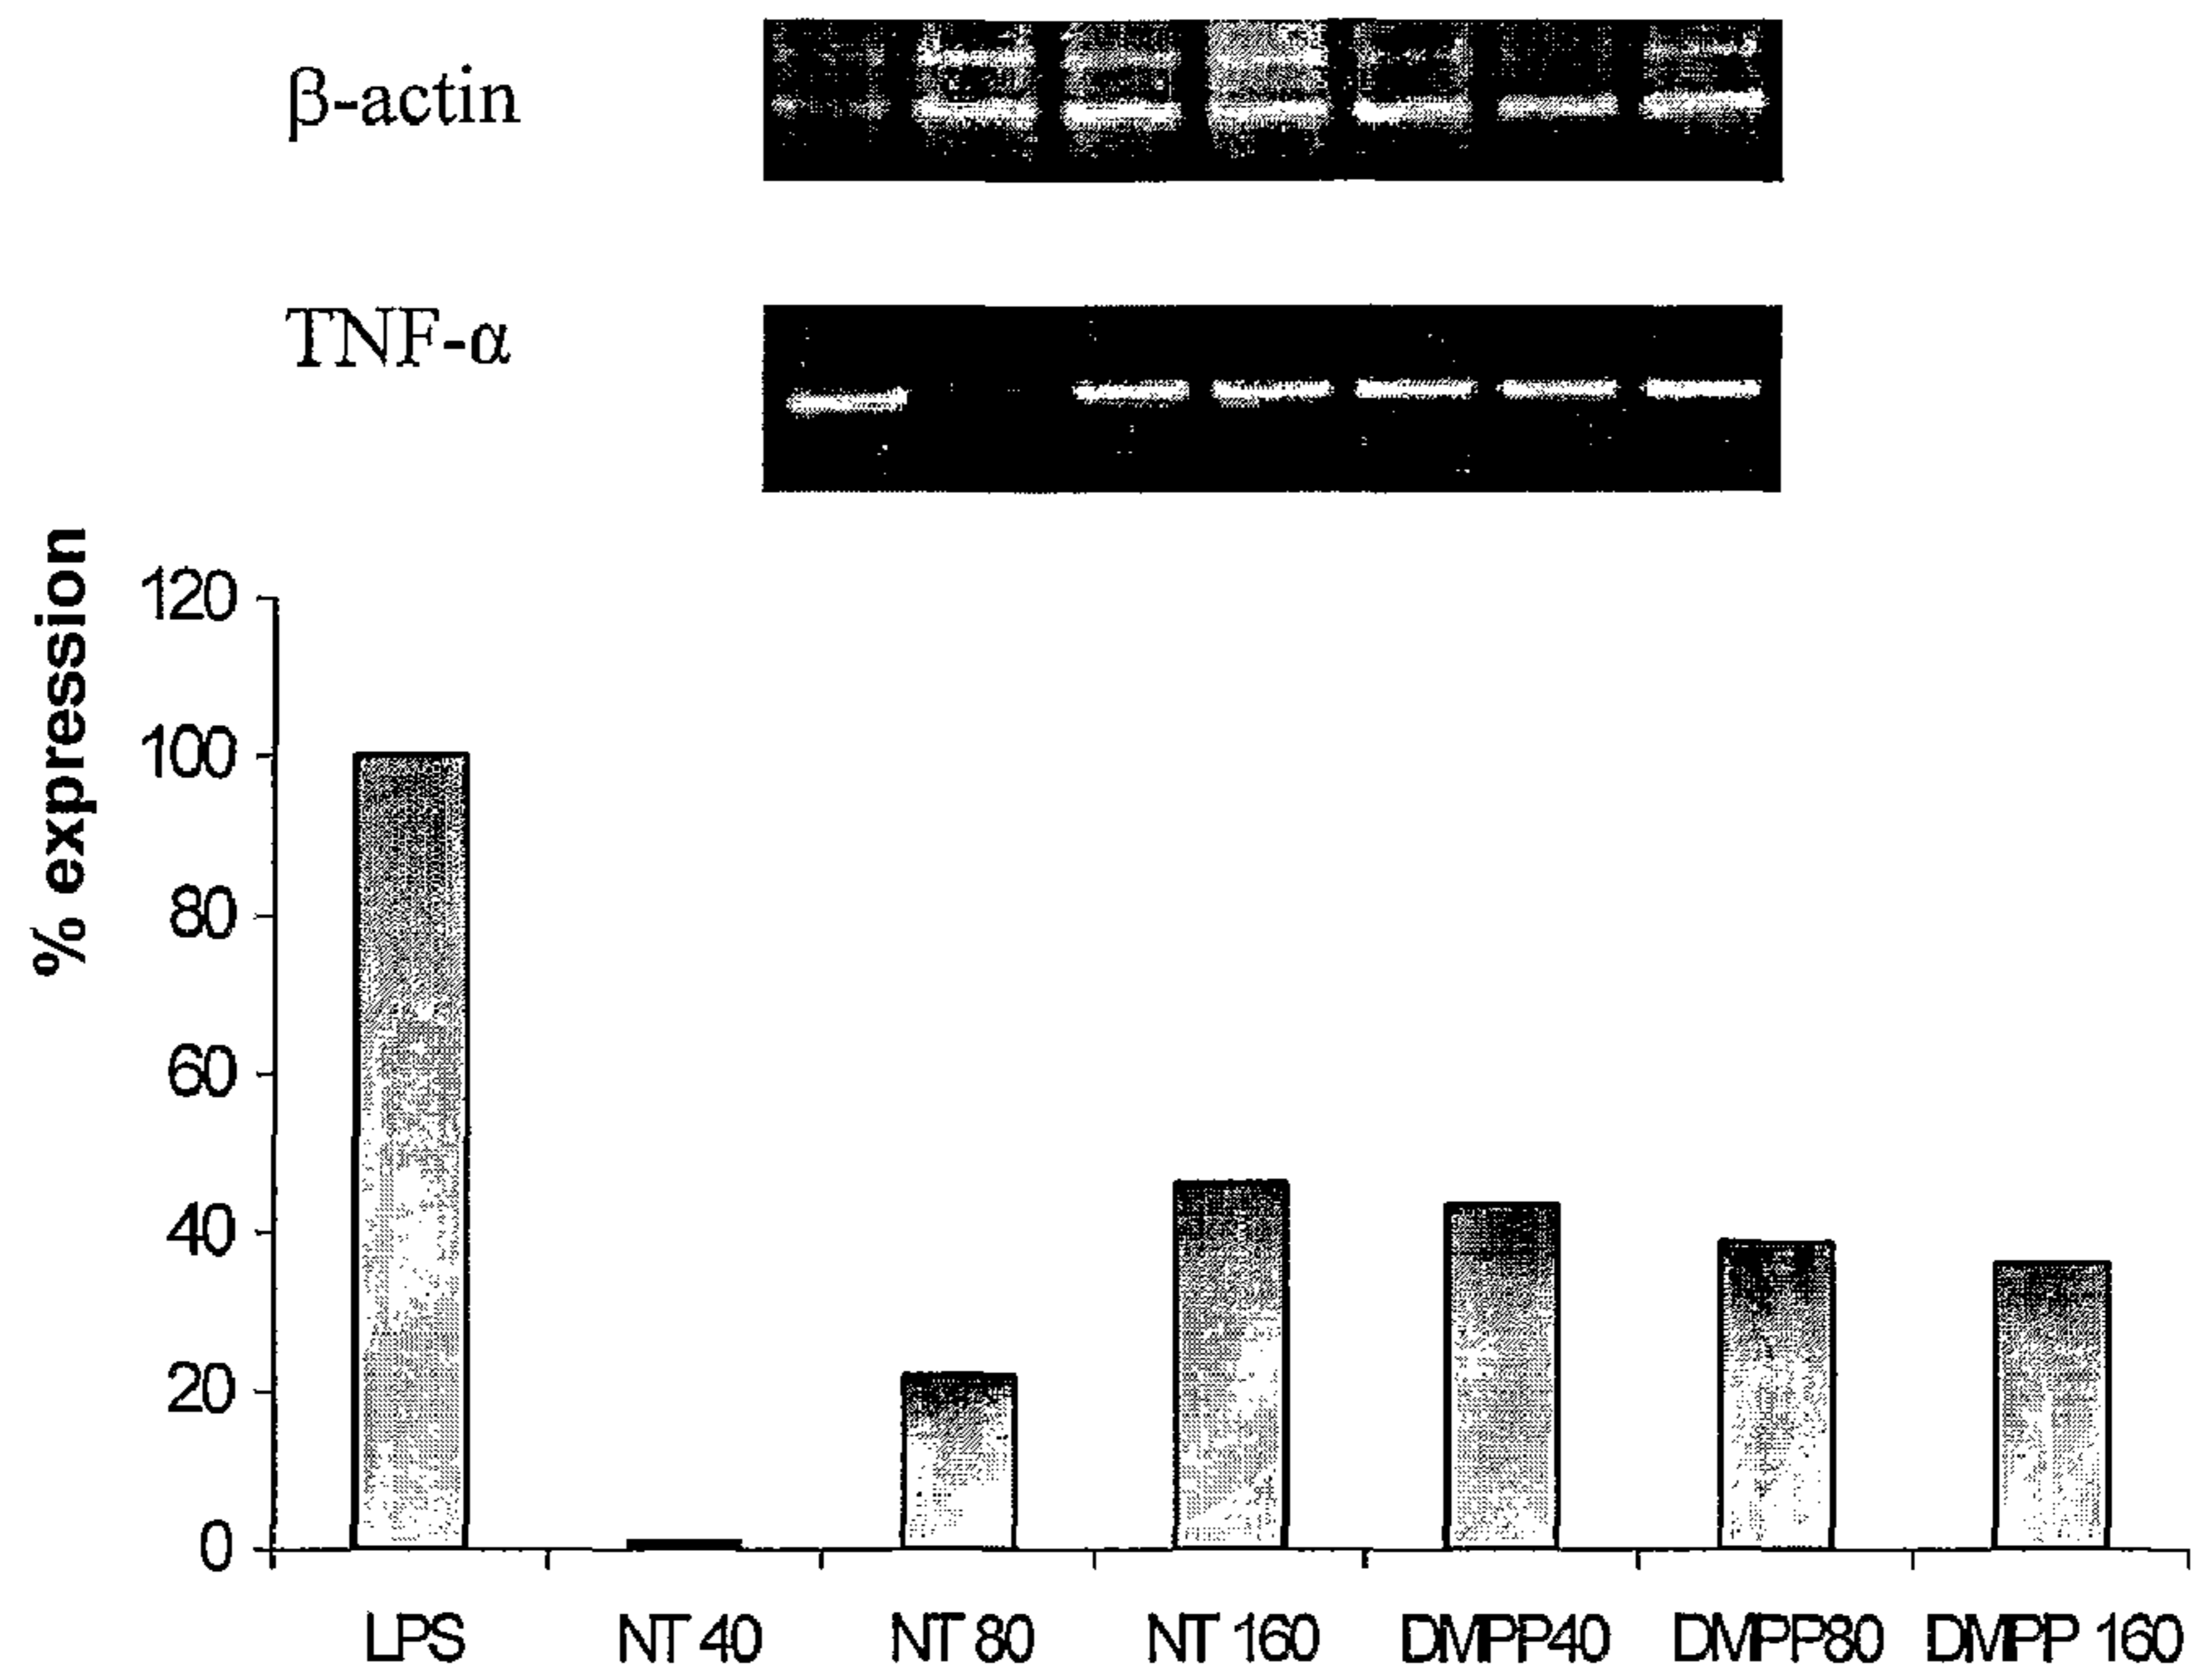 β-actin
TNF-α
% expression
120
100
80
60
40
20
0
LPS NT 40 NT 80 NT 160 DMPP40 DMPP80 DMPP 160